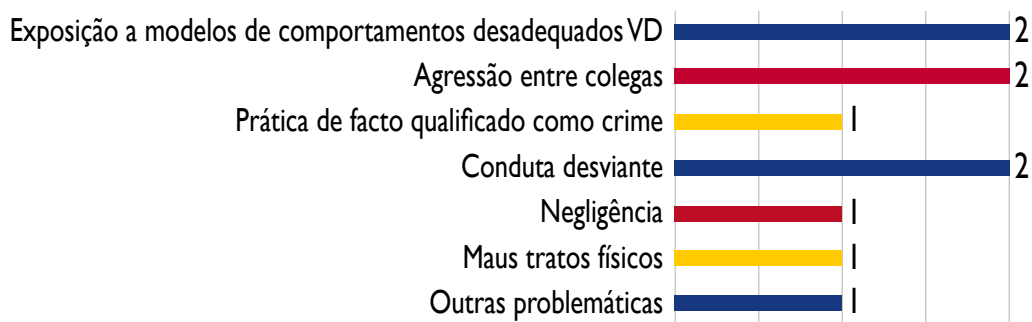 Exposição a modelos de comportamentos desadequados VD 2
Agressão entre colegas 2
Prática de facto qualificado como crime 1
Conduta desviante 2
Negligência 1
Maus tratos físicos 1
Outras problemáticas 1